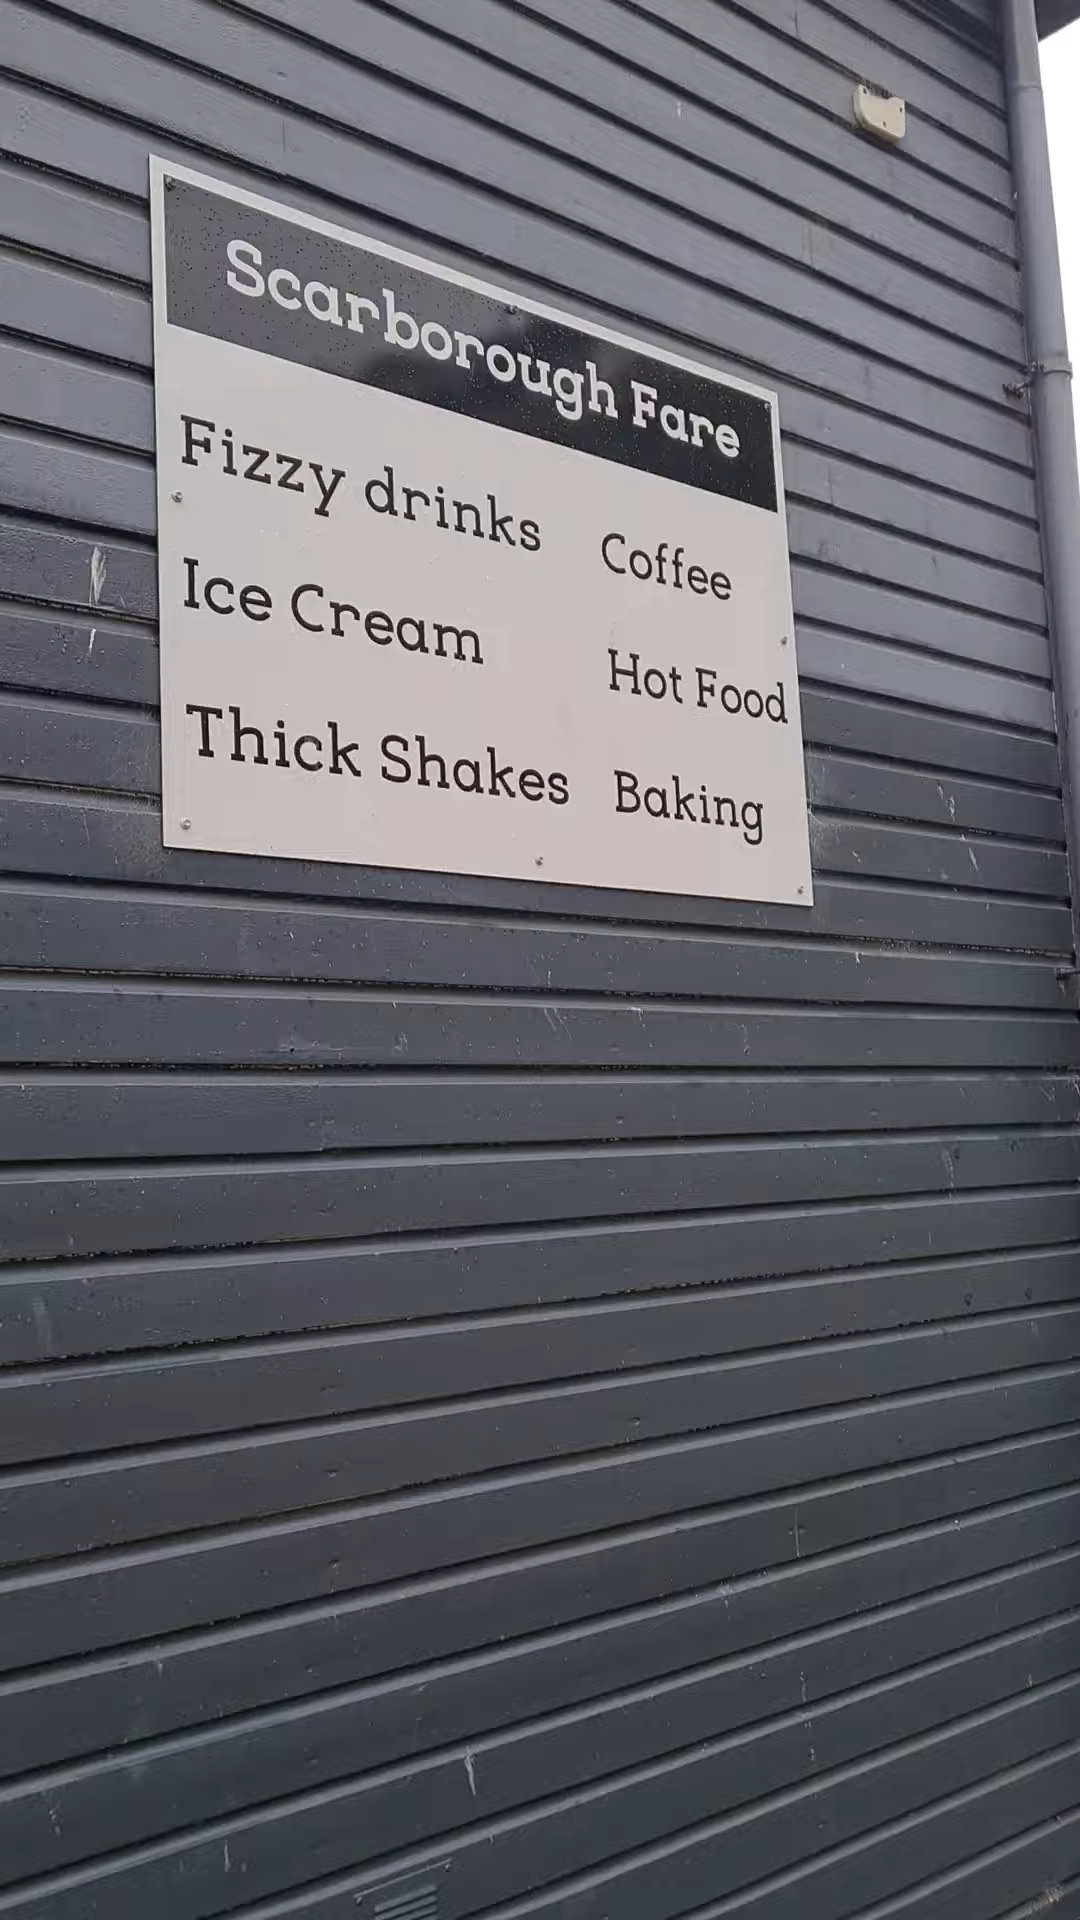 Scarborough Fare
Fizzy drinks
Coffee
Ice Cream
Hot Food
Thick Shakes
Baking